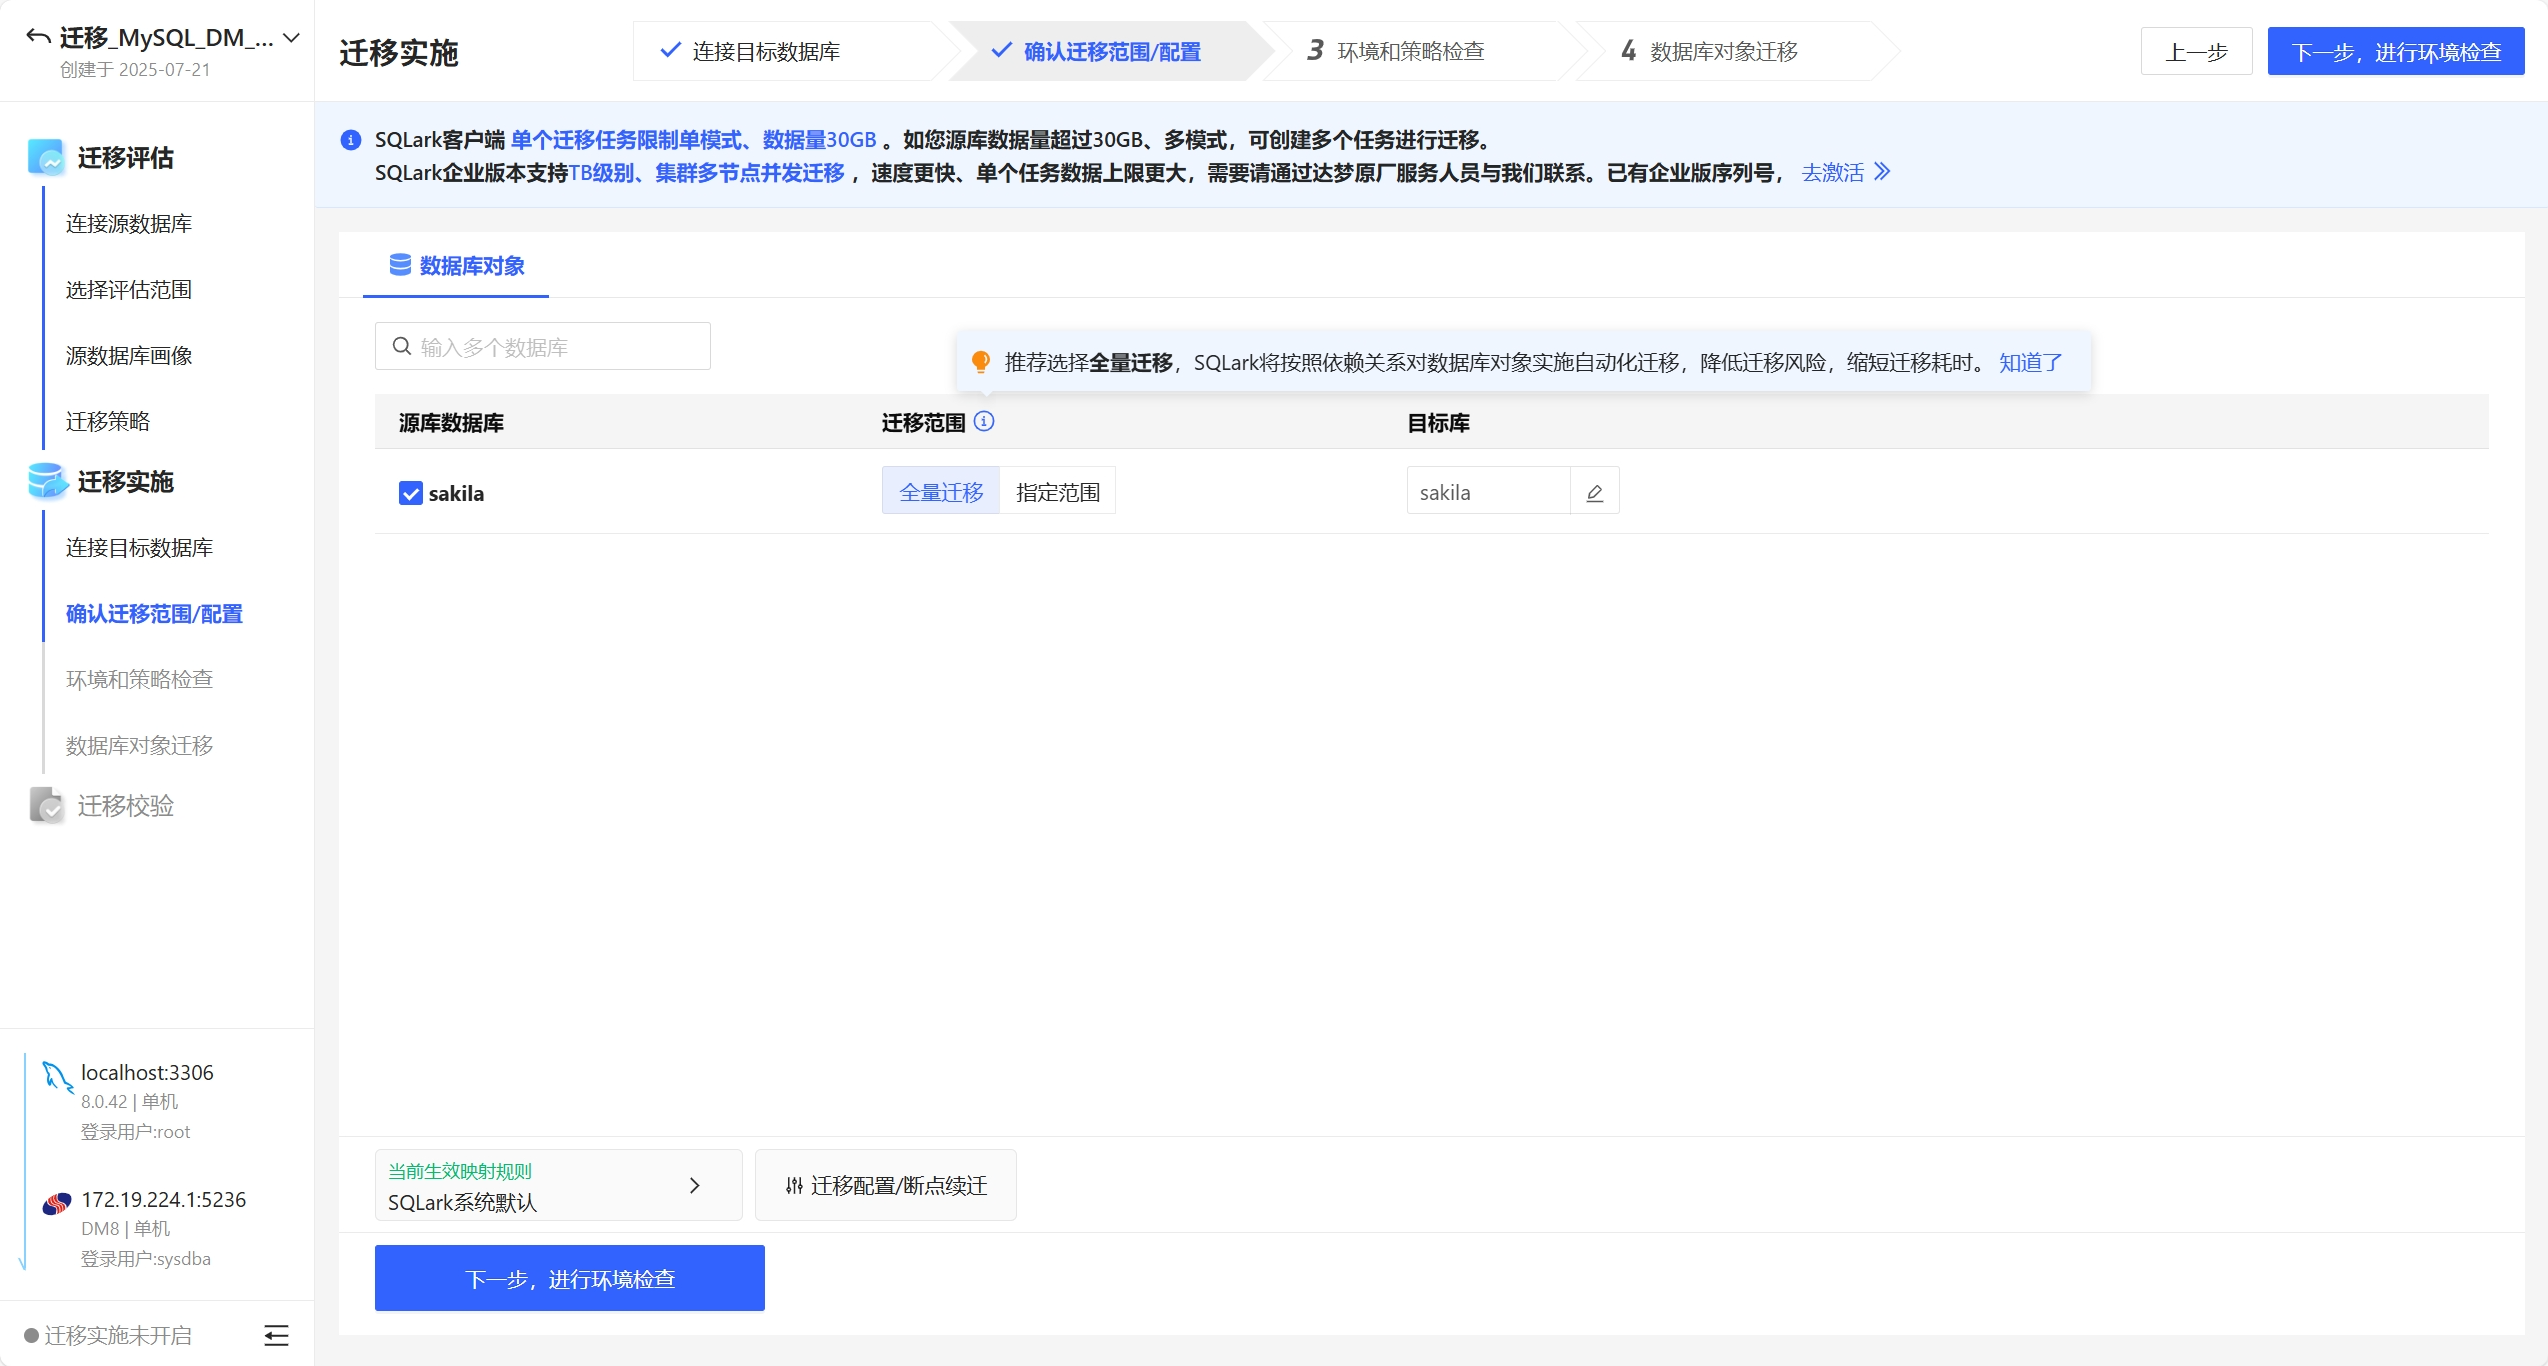 迁移_MySQL_DM_...
创建于 2025-07-21
迁移评估
连接源数据库
选择评估范围
源数据库画像
迁移策略
迁移实施
连接目标数据库
确认迁移范围/配置
环境和策略检查
数据库对象迁移
迁移校验
localhost:3306
8.0.42 | 单机
登录用户:root
172.19.224.1:5236
DM8 | 单机
登录用户:sysdba
迁移实施未开启
迁移实施
连接目标数据库
确认迁移范围/配置
3 环境和策略检查
4 数据库对象迁移
上一步
下一步，进行环境检查
SQLark客户端 单个迁移任务限制单模式、数据量30GB 。如您源库数据量超过30GB、多模式，可创建多个任务进行迁移。
SQLark企业版本支持TB级别、集群多节点并发迁移 ，速度更快、单个任务数据上限更大，需要请通过达梦原厂服务人员与我们联系。已有企业版序列号， 去激活
数据库对象
输入多个数据库
推荐选择全量迁移，SQLark将按照依赖关系对数据库对象实施自动化迁移，降低迁移风险，缩短迁移耗时。 知道了
源库数据库 迁移范围 目标库
sakila 全量迁移 指定范围 sakila
当前生效映射规则
SQLark系统默认
迁移配置/断点续迁
下一步，进行环境检查